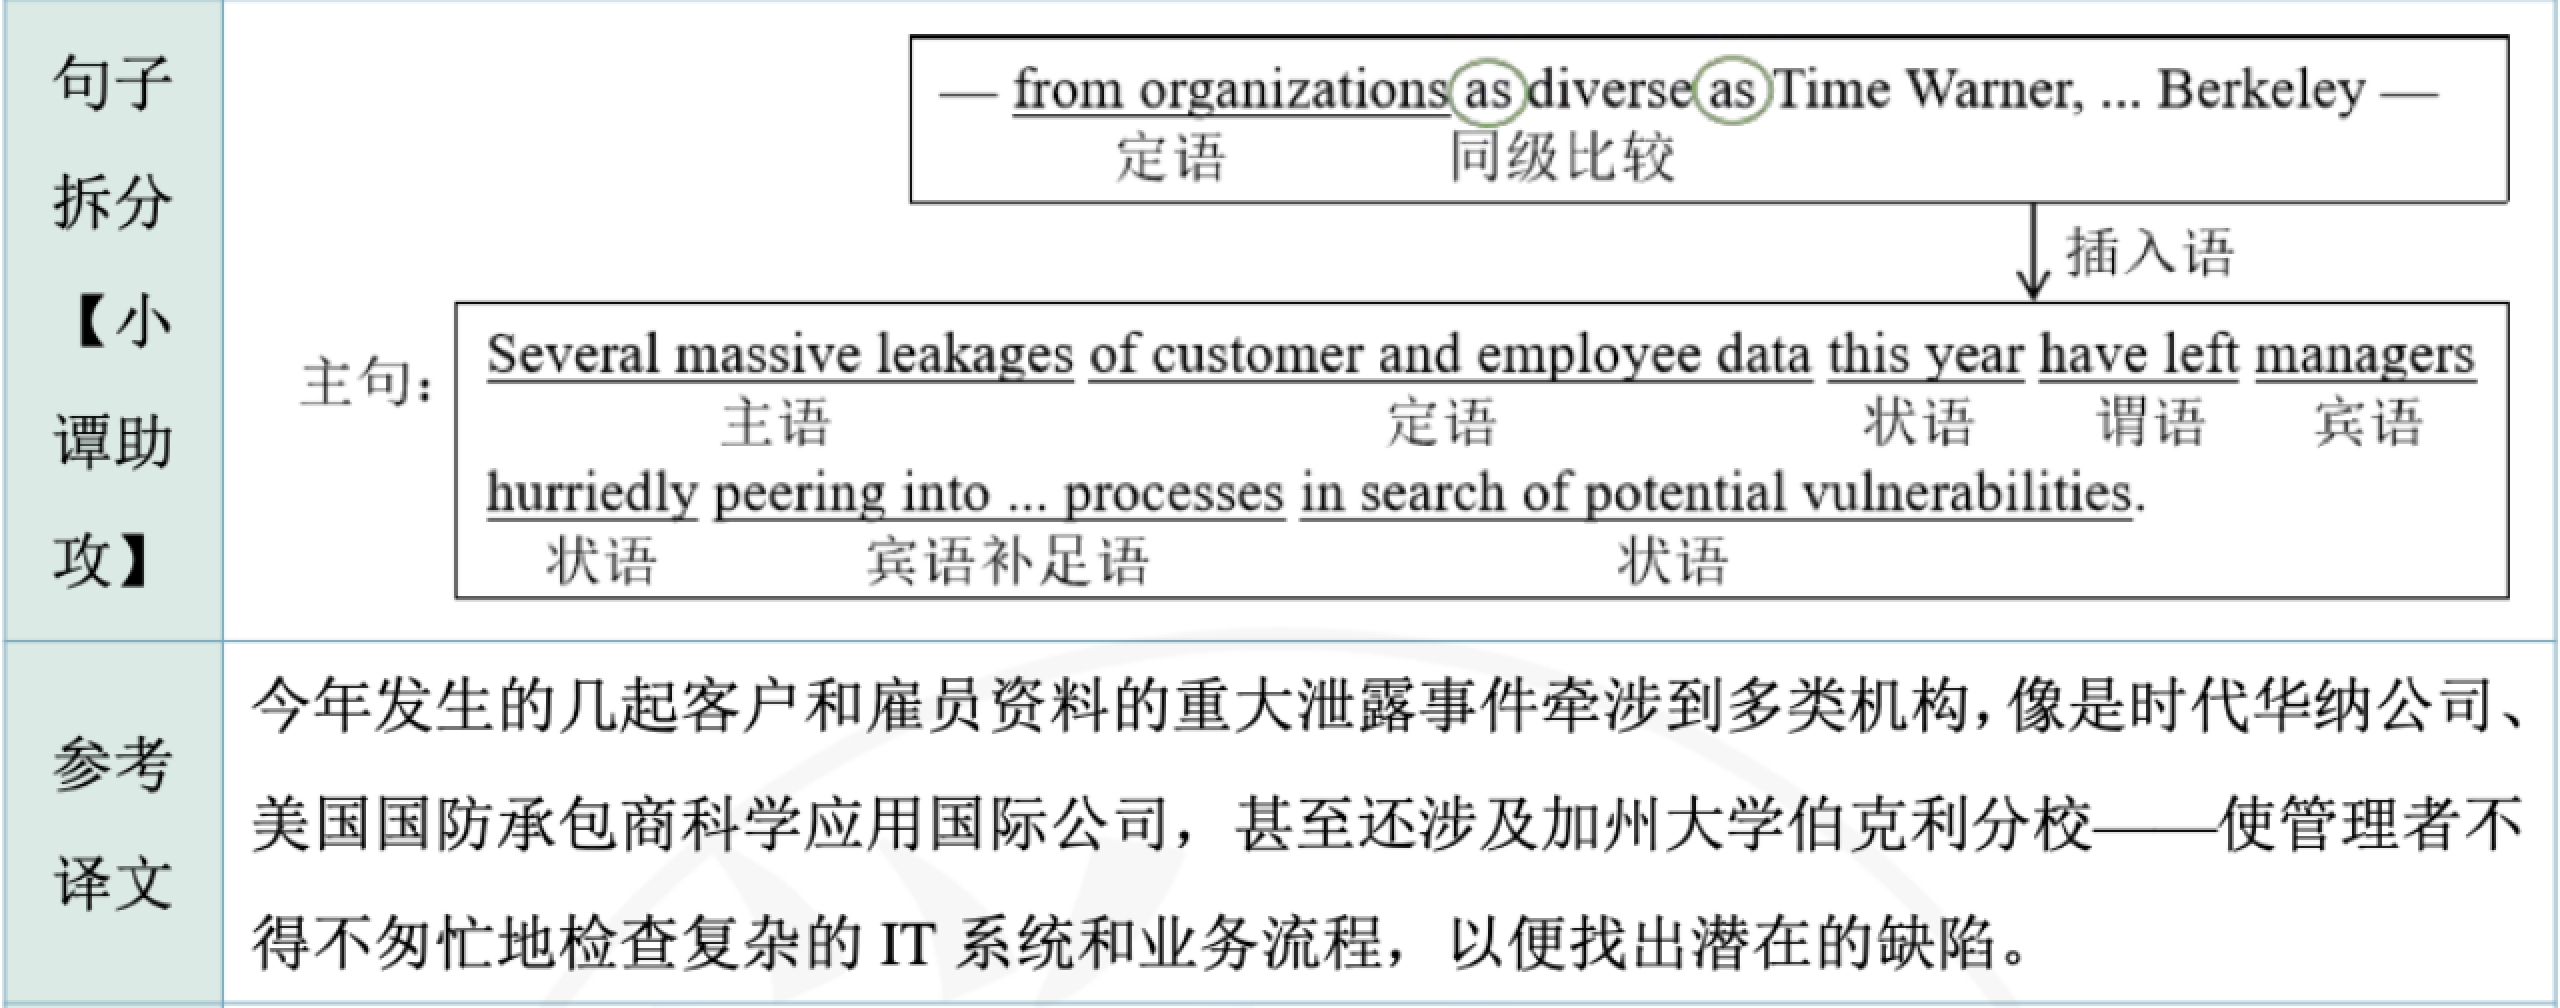 句子
拆分
【小
谭助
攻】
— from organizations as diverse as Time Warner, ... Berkeley —
定语 同级比较
插入语
主句：
Several massive leakages of customer and employee data this year have left managers
主语 定语 状语 谓语 宾语
hurriedly peering into ... processes in search of potential vulnerabilities.
状语 宾语补足语 状语
参考
译文
今年发生的几起客户和雇员资料的重大泄露事件牵涉到多类机构，像是时代华纳公司、
美国国防承包商科学应用国际公司，甚至还涉及加州大学伯克利分校——使管理者不
得不匆忙地检查复杂的 IT 系统和业务流程，以便找出潜在的缺陷。